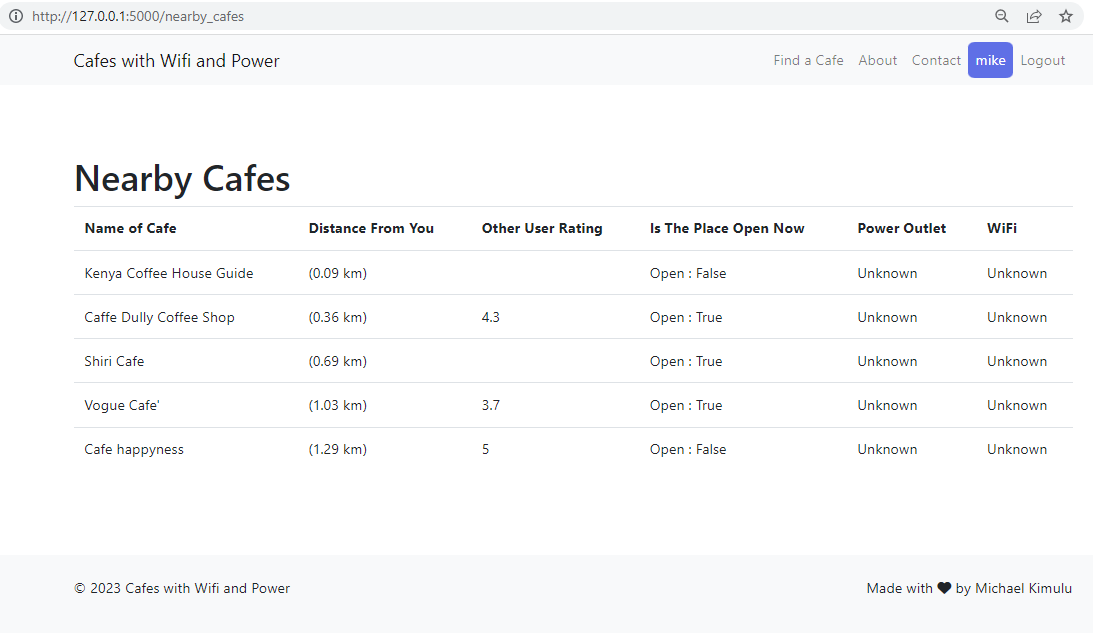 http://127.0.0.1:5000/nearby_cafes
Cafes with Wifi and Power Find a Cafe About Contact mike Logout
Nearby Cafes
Name of Cafe Distance From You Other User Rating Is The Place Open Now Power Outlet WiFi
Kenya Coffee House Guide (0.09 km) Open : False Unknown Unknown
Caffe Dully Coffee Shop (0.36 km) 4.3 Open : True Unknown Unknown
Shiri Cafe (0.69 km) Open : True Unknown Unknown
Vogue Cafe' (1.03 km) 3.7 Open : True Unknown Unknown
Cafe happyness (1.29 km) 5 Open : False Unknown Unknown
© 2023 Cafes with Wifi and Power Made with ❤ by Michael Kimulu